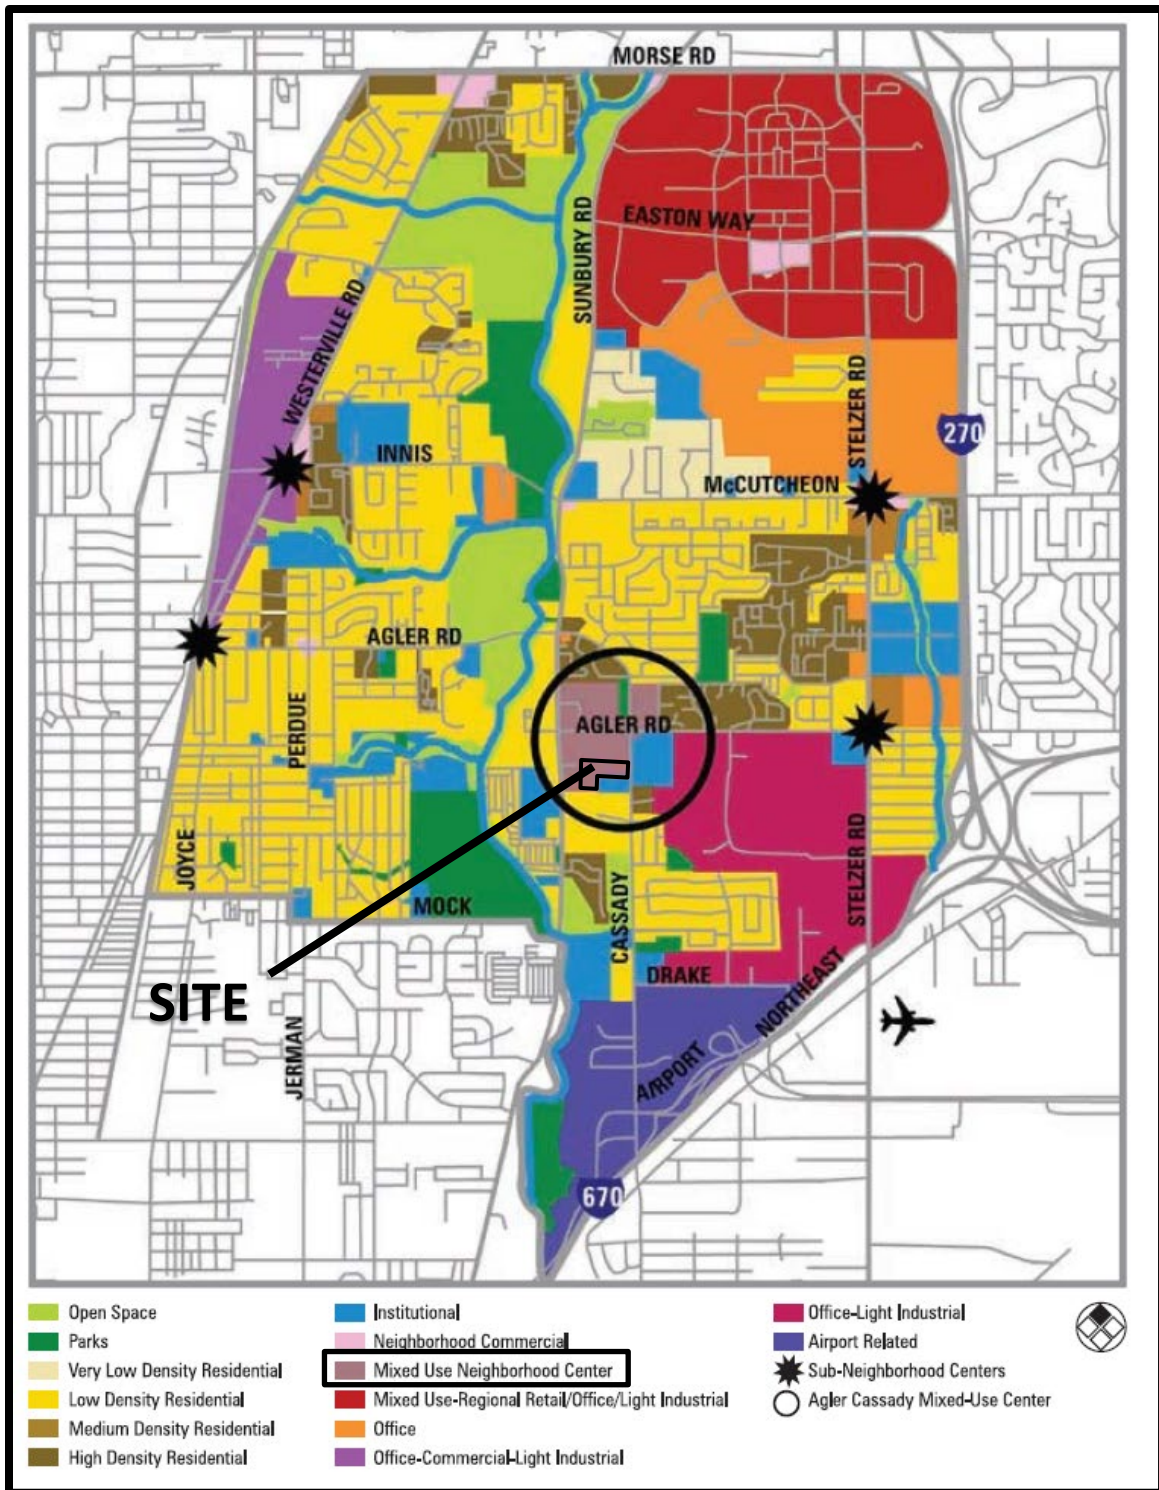 MORSE RD
EASTON WAY
SUNBURY RD
WESTERVILLE RD
STELZER RD
270
INNIS
McCUTCHEON
AGLER RD
AGLER RD
PERDUE
JOYCE
STELZER RD
MOCK
CASSADY
DRAKE
NORTHEAST
SITE
JERMAN
AIRPORT
670
Open Space
Parks
Very Low Density Residential
Low Density Residential
Medium Density Residential
High Density Residential
Institutional
Neighborhood Commercial
Mixed Use Neighborhood Center
Mixed Use-Regional Retail/Office/Light Industrial
Office
Office-Commercial-Light Industrial
Office-Light Industrial
Airport Related
Sub-Neighborhood Centers
Agler Cassady Mixed-Use Center